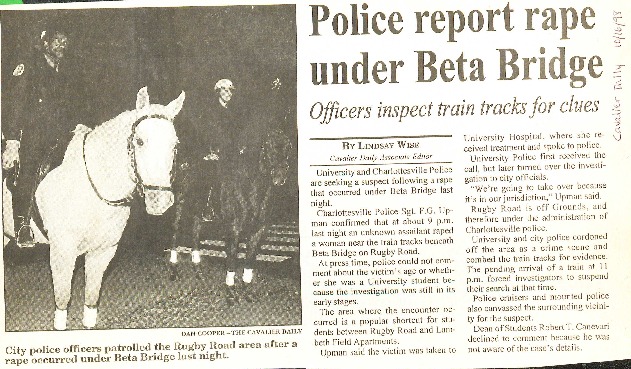 Police report rape
under Beta Bridge
Officers inspect train tracks for clues
BY LINDSAY WISE
Cavalier Daily Associate Editor
University and Charlottesville Police
are seeking a suspect following a rape
that occurred under Beta Bridge last
night.
Charlottesville Police Sgt. F.G. Up-
man confirmed that at about 9 p.m.
last night an unknown assailant raped
a woman near the train tracks beneath
Beta Bridge on Rugby Road.
At press time, police could not com-
ment about the victim's age or wheth-
er she was a University student be-
cause the investigation was still in its
early stages.
The area where the encounter oc-
curred is a popular shortcut for stu-
dents between Rugby Road and Lam-
beth Field Apartments.
Upman said the victim was taken to
University Hospital, where she re-
ceived treatment and spoke to police.
University Police first received the
call, but later turned over the investi-
gation to city officials.
"We're going to take over because
it's in our jurisdiction," Upman said.
Rugby Road is off Grounds, and
therefore under the administration of
Charlottesville police.
University and city police cordoned
off the area as a crime scene and
combed the train tracks for evidence.
The pending arrival of a train at 11
p.m. forced investigators to suspend
their search at that time.
Police cruisers and mounted police
also canvassed the surrounding vicini-
ty for the suspect.
Dean of Students Robert T. Canevari
declined to comment because he was
not aware of the case's details.
DAN COOPER—THE CAVALIER DAILY
City police officers patrolled the Rugby Road area after a
rape occurred under Beta Bridge last night.
Cavalier Daily